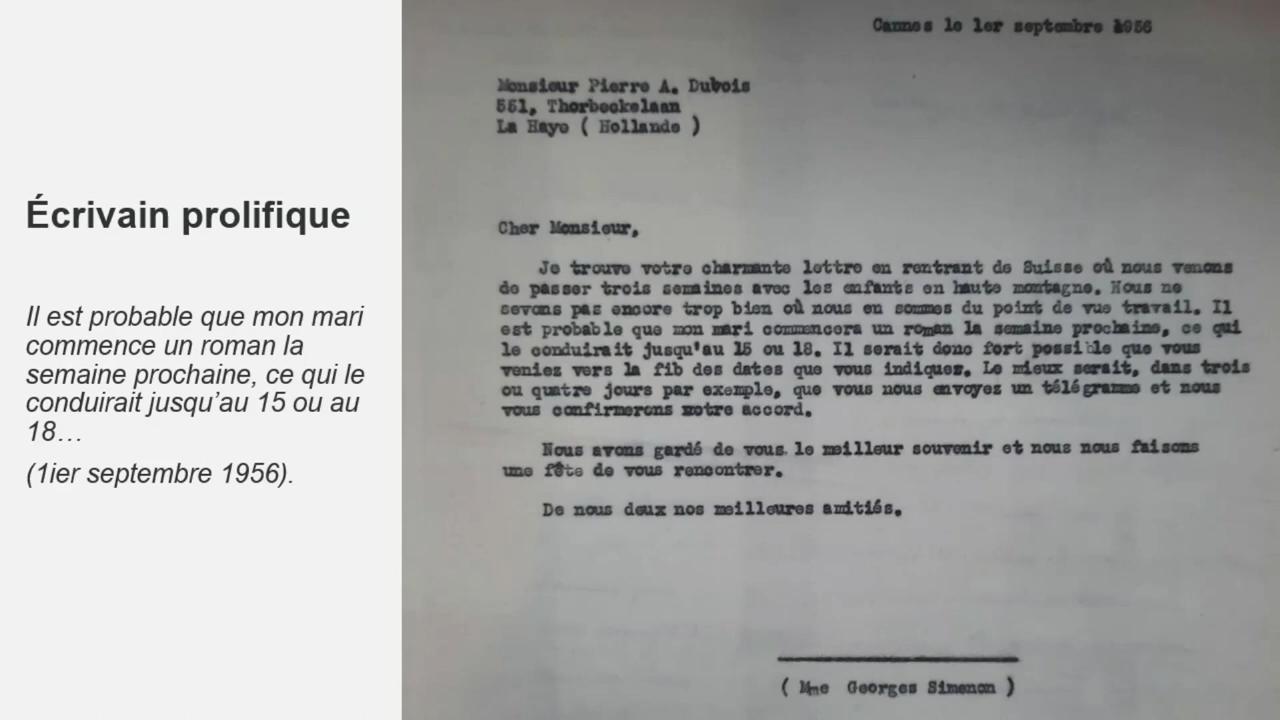 Écrivain prolifique
Il est probable que mon mari
commence un roman la
semaine prochaine, ce qui le
conduirait jusqu’au 15 ou au
18…
(1ier septembre 1956).
Cannes le 1er septembre 1956
Monsieur Pierre A. Dubois
551, Thorbeckelaan
La Haye ( Hollande )
Cher Monsieur,
Je trouve votre charmante lettre en rentrant de Suisse où nous venons
de passer trois semaines avec les enfants en haute montagne. Nous ne
sevons pas encore trop bien où nous en sommes du point de vue travail. Il
est probable que mon mari commencera un roman la semaine prochaine, ce qui
le conduirait jusqu'au 15 ou 18. Il serait donc fort possible que vous
veniez vers la fib des dates que vous indiquez. Le mieux serait, dans trois
ou quatre jours par exemple, que vous nous envoyez un télégramme et nous
vous confirmerons notre accord.
Nous avons gardé de vous le meilleur souvenir et nous nous faisons
une fête de vous rencontrer.
De nous deux nos meilleures amitiés.
( Mme Georges Simenon )